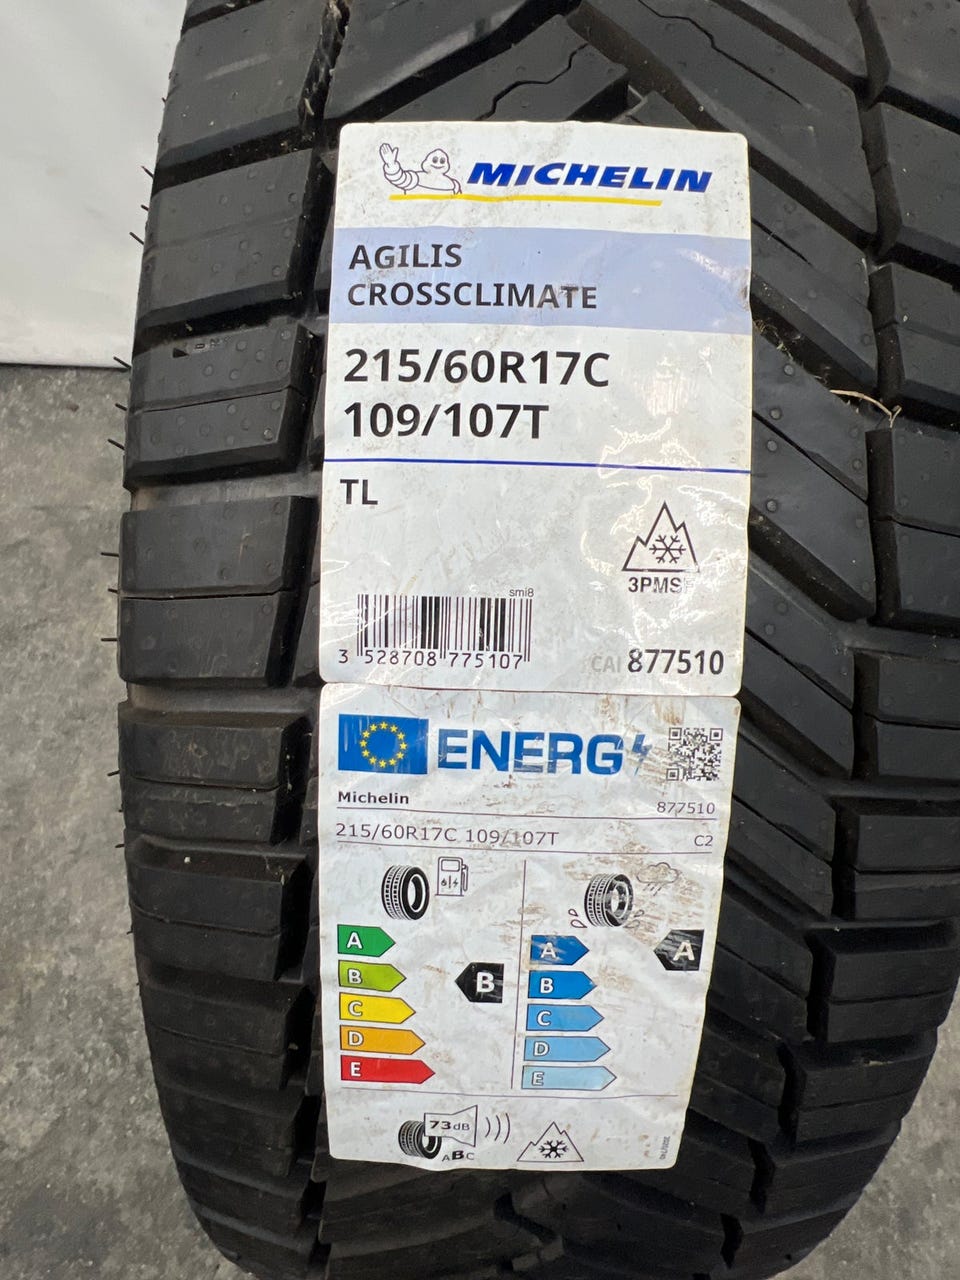 MICHELIN
AGILIS
CROSSCLIMATE
215/60R17C
109/107T
TL
3PMSF
smi8
3 528708 775107
CAI 877510
ENERG
Michelin
877510
215/60R17C 109/107T
C2
A
B
C
D
E
B
A
B
C
D
E
A
73dB
ABC